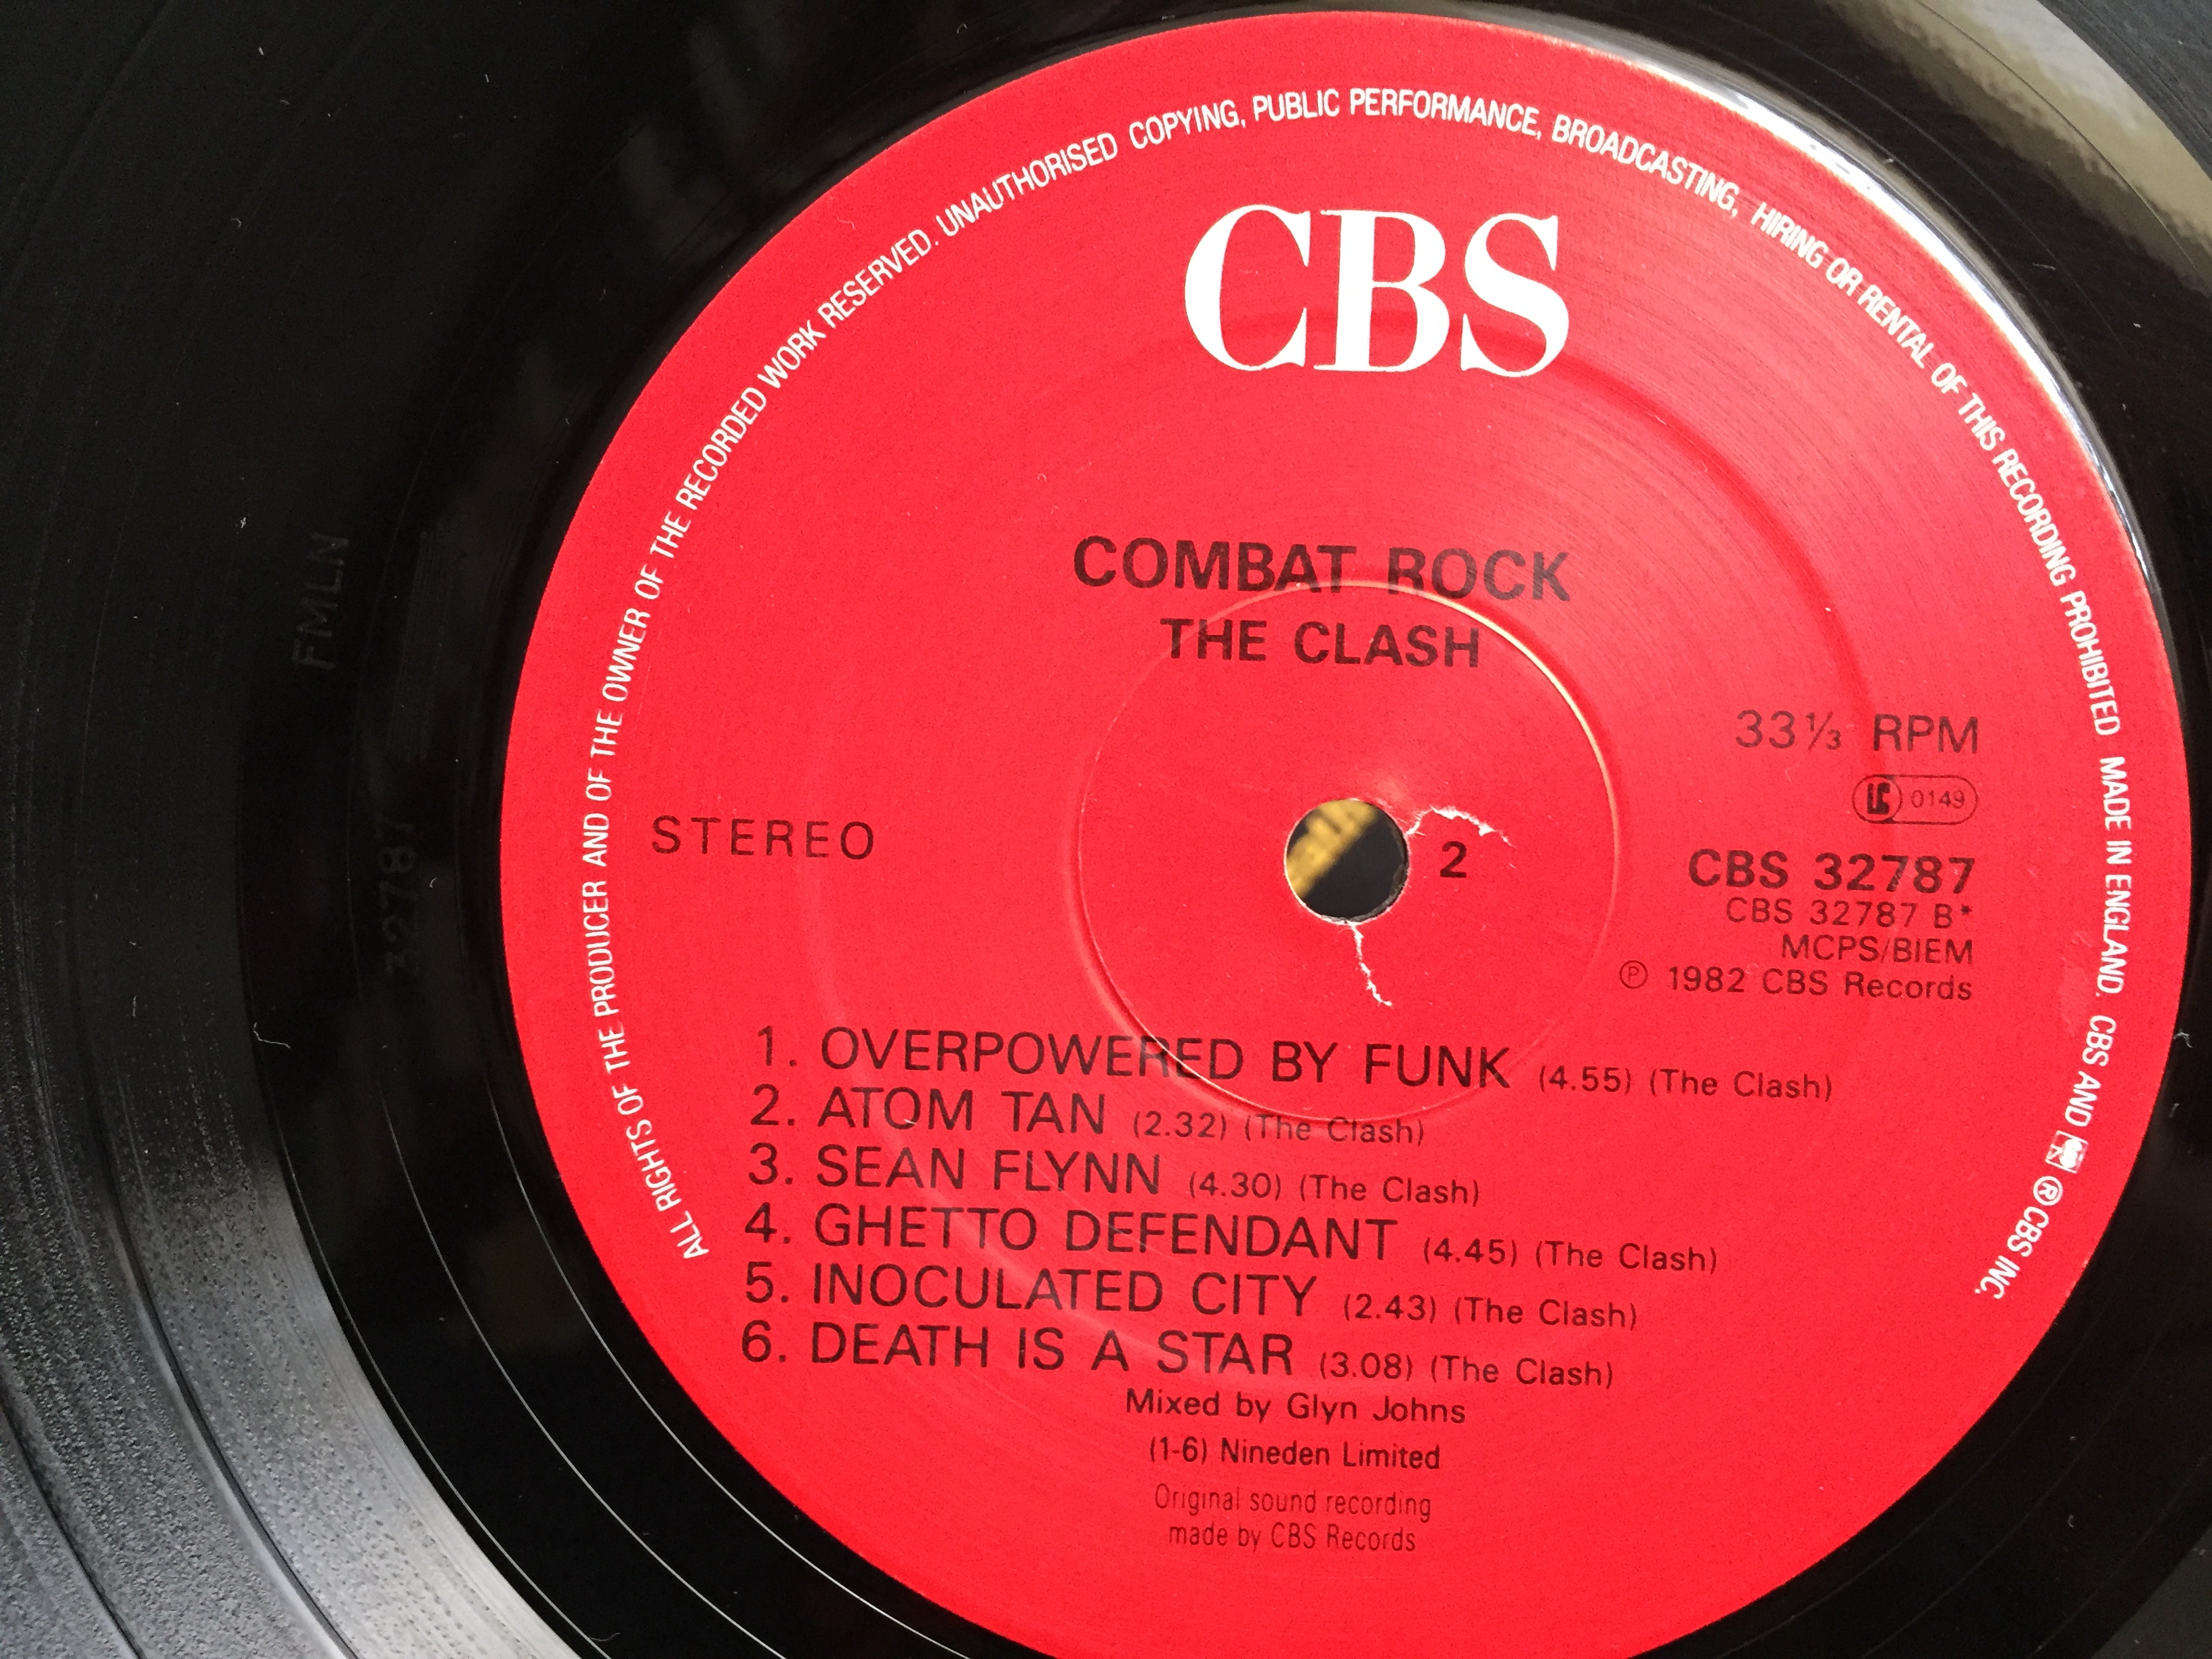 ALL RIGHTS OF THE PRODUCER AND OF THE OWNER OF THE RECORDED WORK RESERVED. UNAUTHORISED COPYING, PUBLIC PERFORMANCE, BROADCASTING, HIRING OR RENTAL OF THIS RECORDING PROHIBITED MADE IN ENGLAND. CBS AND ® CBS INC.
CBS
COMBAT ROCK
THE CLASH
33⅓ RPM
LC 0149
STEREO
2
CBS 32787
CBS 32787 B*
MCPS/BIEM
℗ 1982 CBS Records
1. OVERPOWERED BY FUNK (4.55) (The Clash)
2. ATOM TAN (2.32) (The Clash)
3. SEAN FLYNN (4.30) (The Clash)
4. GHETTO DEFENDANT (4.45) (The Clash)
5. INOCULATED CITY (2.43) (The Clash)
6. DEATH IS A STAR (3.08) (The Clash)
Mixed by Glyn Johns
(1-6) Nineden Limited
Original sound recording
made by CBS Records
FMLN
32787